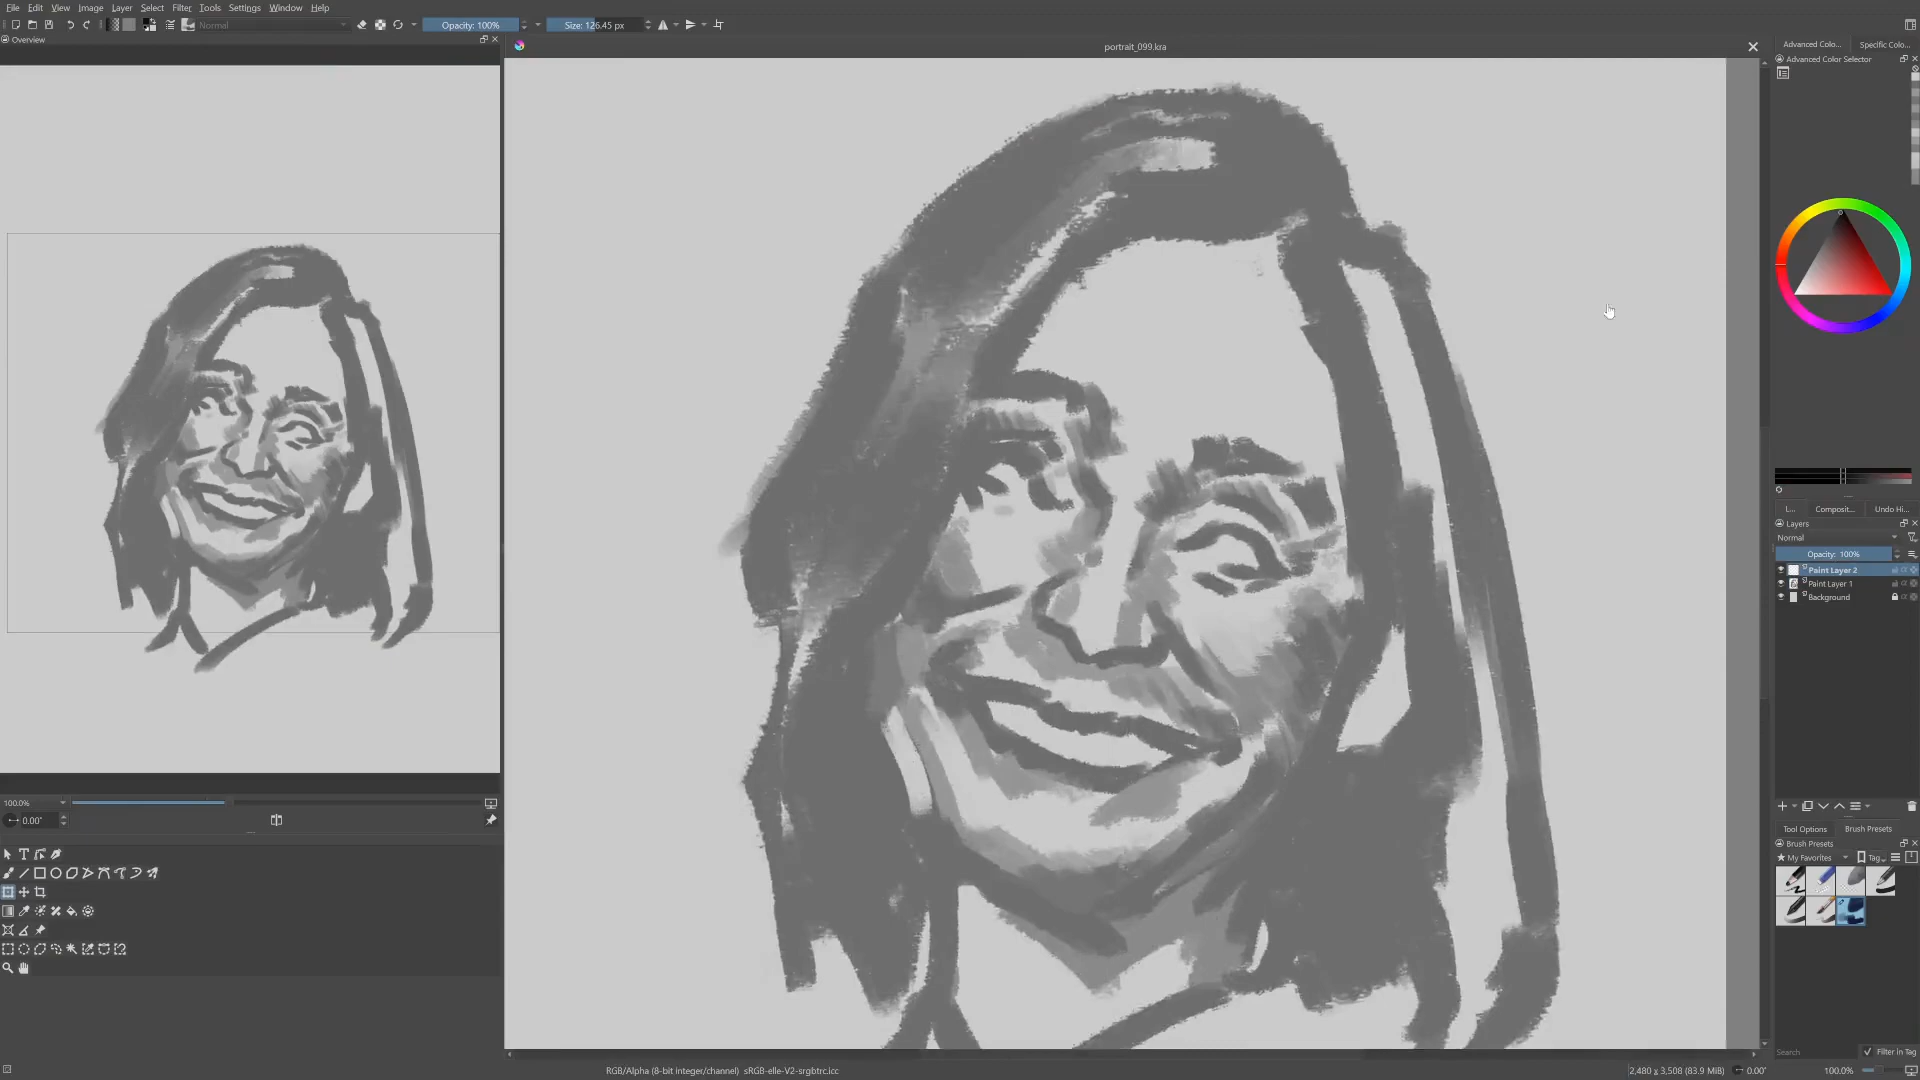 File Edit View Image Layer Select Filter Tools Settings Window Help
Normal
Opacity: 100%
Size: 126.45 px
Overview
portrait_099.kra
Advanced Colo...
Specific Colo...
Advanced Color Selector
L...
Composit...
Undo Hi...
Layers
Normal
Opacity: 100%
Paint Layer 2
Paint Layer 1
Background
100.0%
0.00°
Tool Options
Brush Presets
Brush Presets
★ My Favorites
Tag
Search
Filter in Tag
RGB/Alpha (8-bit integer/channel) sRGB-elle-V2-srgbtrc.icc
2,480 x 3,508 (83.9 MiB)
0.00°
100.0%